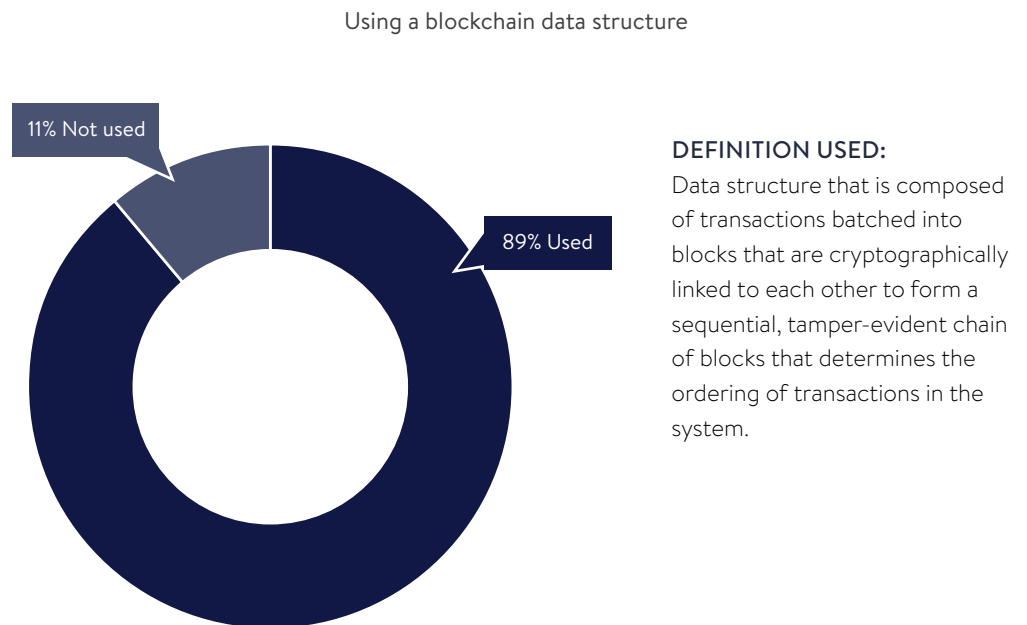 Using a blockchain data structure
11% Not used
89% Used
DEFINITION USED:
Data structure that is composed
of transactions batched into
blocks that are cryptographically
linked to each other to form a
sequential, tamper-evident chain
of blocks that determines the
ordering of transactions in the
system.